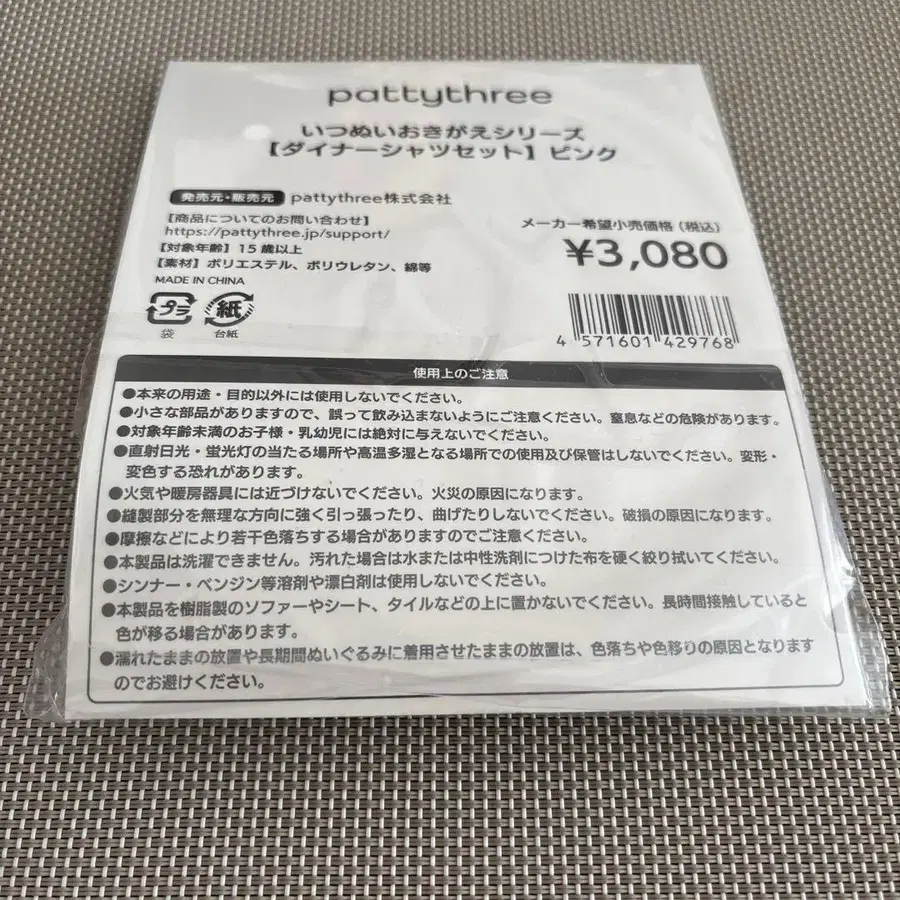 pattythree
いつぬいおきがえシリーズ
【ダイナーシャツセット】ピンク
発売元・販売元 pattythree株式会社
【商品についてのお問い合わせ】
https://pattythree.jp/support/
【対象年齢】15歳以上
【素材】ポリエステル、ポリウレタン、綿等
MADE IN CHINA
メーカー希望小売価格(税込)
¥3,080
プラ 紙
袋 台紙
4 571601 429768
使用上のご注意
●本来の用途・目的以外には使用しないでください。
●小さな部品がありますので、誤って飲み込まないようにご注意ください。窒息などの危険があります。
●対象年齢未満のお子様・乳幼児には絶対に与えないでください。
●直射日光・蛍光灯の当たる場所や高温多湿となる場所での使用及び保管はしないでください。変形・
変色する恐れがあります。
●火気や暖房器具には近づけないでください。火災の原因になります。
●縫製部分を無理な方向に強く引っ張ったり、曲げたりしないでください。破損の原因になります。
●摩擦などにより若干色落ちする場合がありますのでご注意ください。
●本製品は洗濯できません。汚れた場合は水または中性洗剤につけた布を硬く絞り拭いてください。
●シンナー・ベンジン等溶剤や漂白剤は使用しないでください。
●本製品を樹脂製のソファーやシート、タイルなどの上に置かないでください。長時間接触していると
色が移る場合があります。
●濡れたままの放置や長期間ぬいぐるみに着用させたままの放置は、色落ちや色移りの原因となります
のでお避けください。